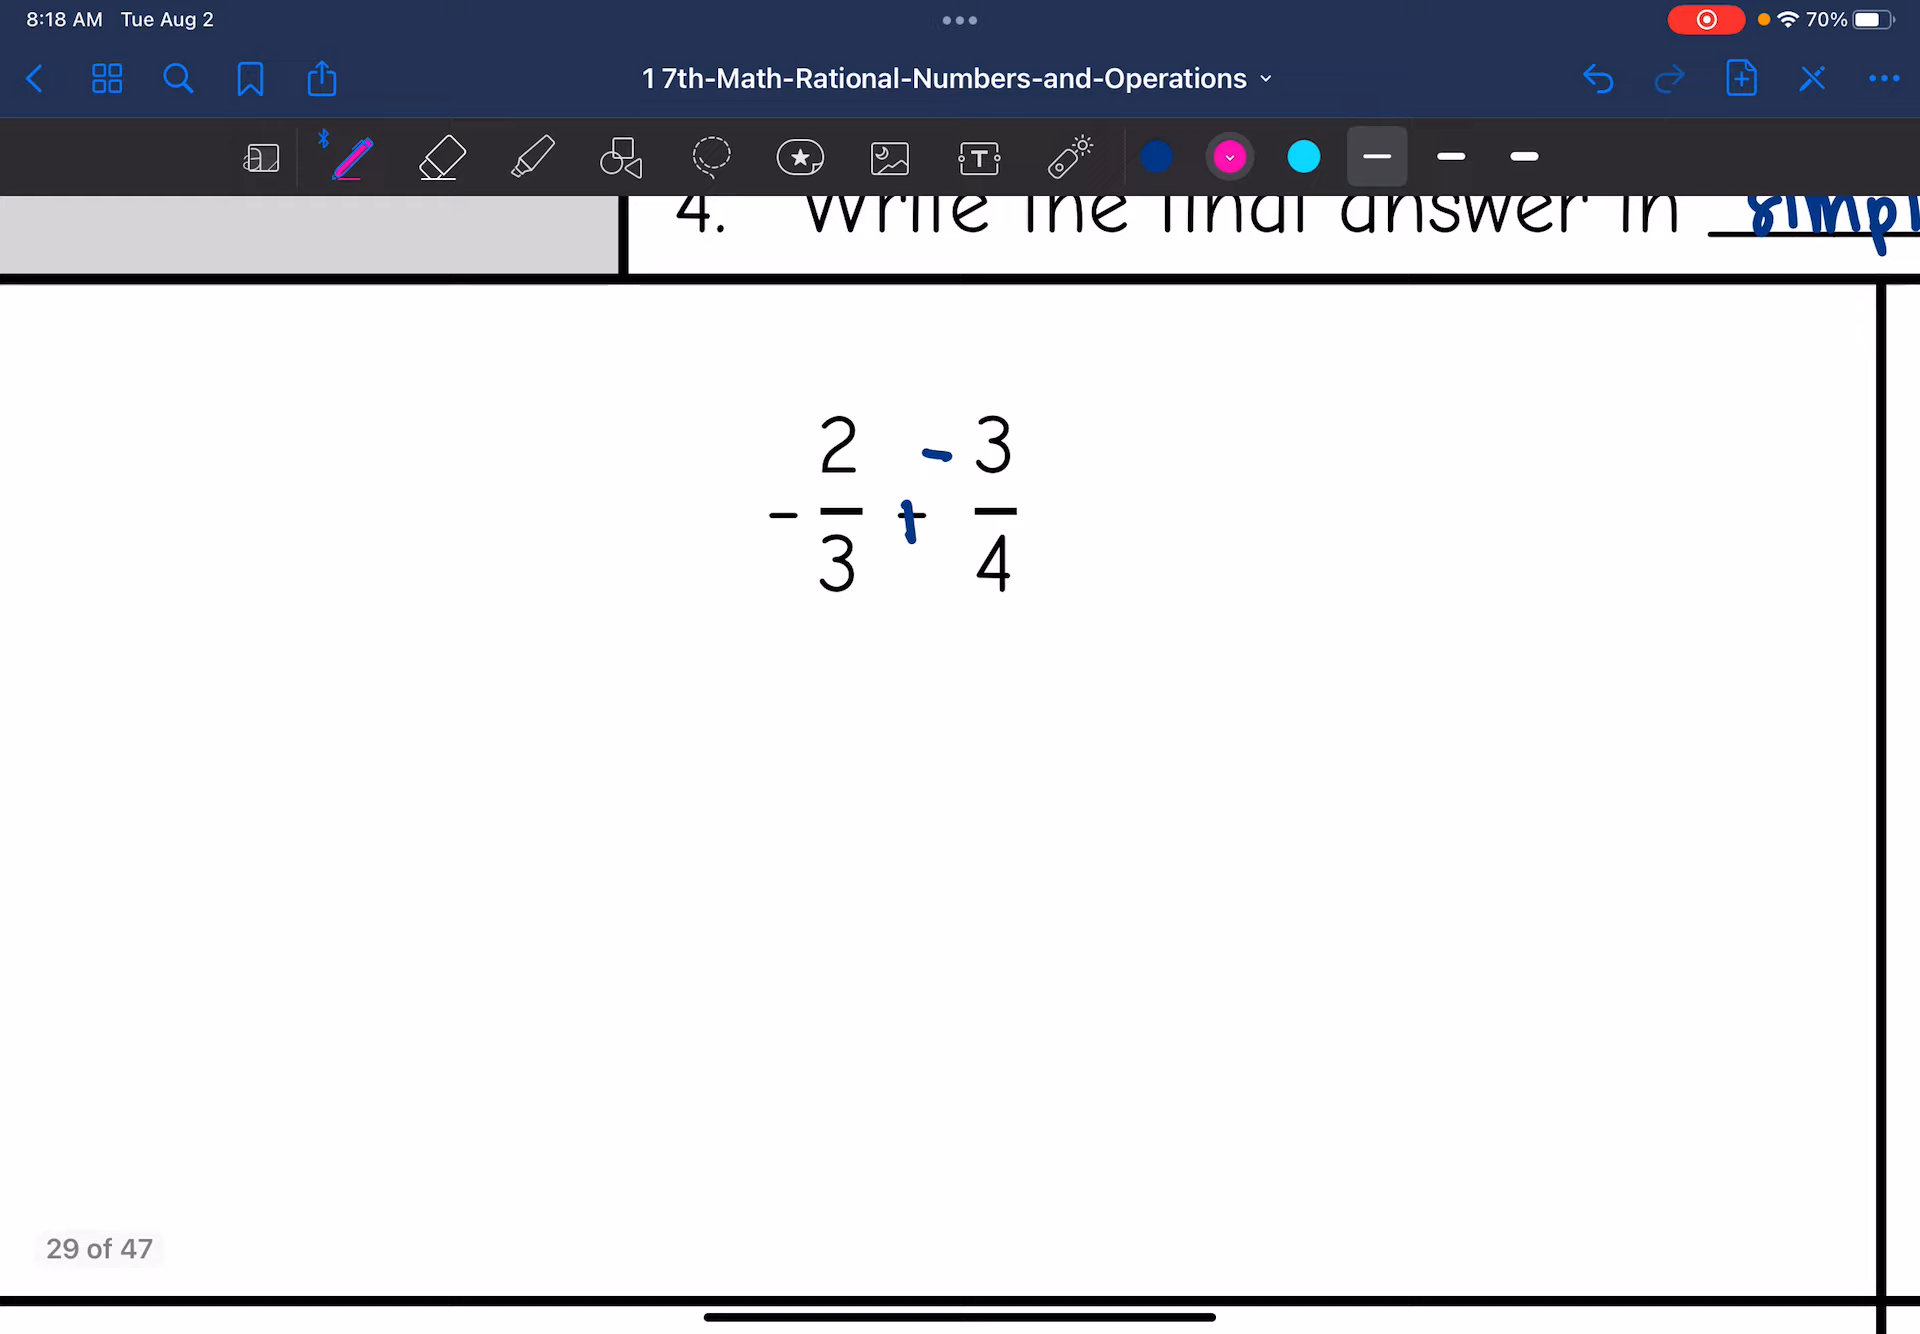 8:18 AM Tue Aug 2
70%
1 7th-Math-Rational-Numbers-and-Operations
4. Write the final answer in simpl
2 - 3
- — + —
3 4
29 of 47